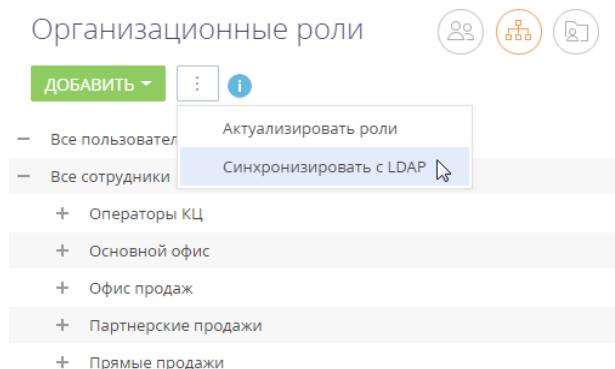 Организационные роли
ДОБАВИТЬ
i
Актуализировать роли
Все пользовател
Синхронизировать с LDAP
Все сотрудники
Операторы КЦ
Основной офис
Офис продаж
Партнерские продажи
Прямые продажи